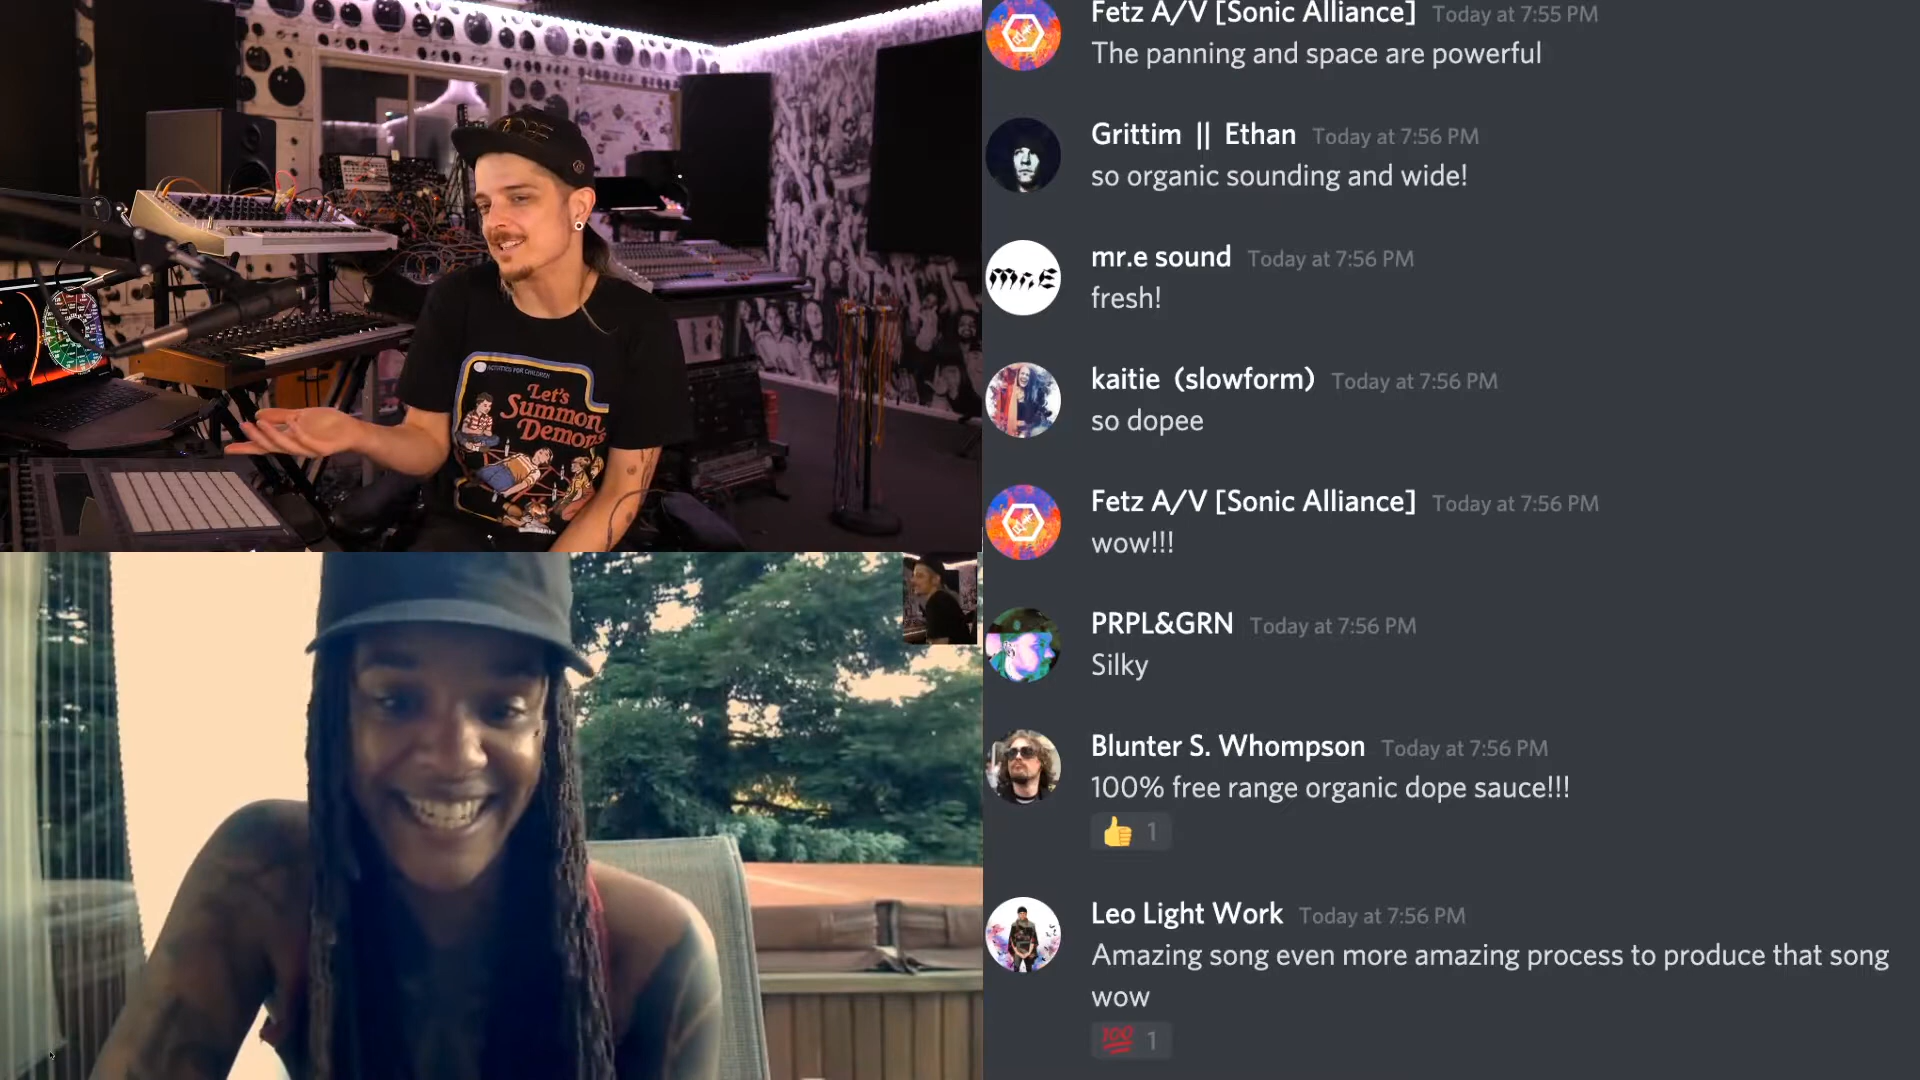 ACTIVITIES FOR CHILDREN
Let's
Summon
Demons
Fetz A/V [Sonic Alliance] Today at 7:55 PM
The panning and space are powerful
Grittim || Ethan Today at 7:56 PM
so organic sounding and wide!
mr.e sound Today at 7:56 PM
fresh!
Mr.E
kaitie (slowform) Today at 7:56 PM
so dopee
Fetz A/V [Sonic Alliance] Today at 7:56 PM
wow!!!
PRPL&GRN Today at 7:56 PM
Silky
Blunter S. Whompson Today at 7:56 PM
100% free range organic dope sauce!!!
👍 1
Leo Light Work Today at 7:56 PM
Amazing song even more amazing process to produce that song
wow
💯 1